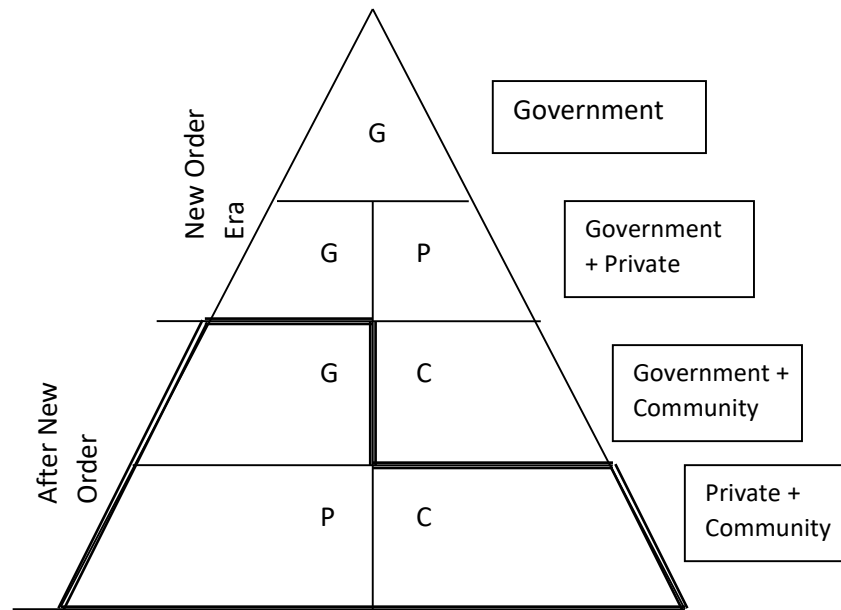 Government
G
New Order
Era
G
P
Government
+ Private
G
C
Government +
Community
After New
Order
P
C
Private +
Community